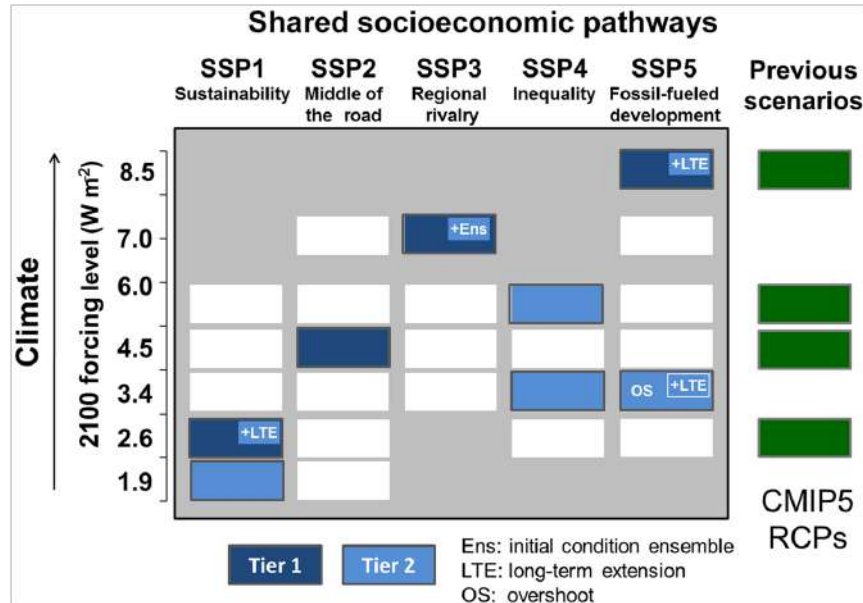 Shared socioeconomic pathways
SSP1 SSP2 SSP3 SSP4 SSP5
Sustainability Middle of the road Regional rivalry Inequality Fossil-fueled development
Previous
scenarios
Climate
2100 forcing level (W m-2)
8.5 +LTE
7.0 +Ens
6.0
4.5
3.4 OS +LTE
2.6 +LTE
1.9
CMIP5
RCPs
Tier 1 Tier 2
Ens: initial condition ensemble
LTE: long-term extension
OS: overshoot